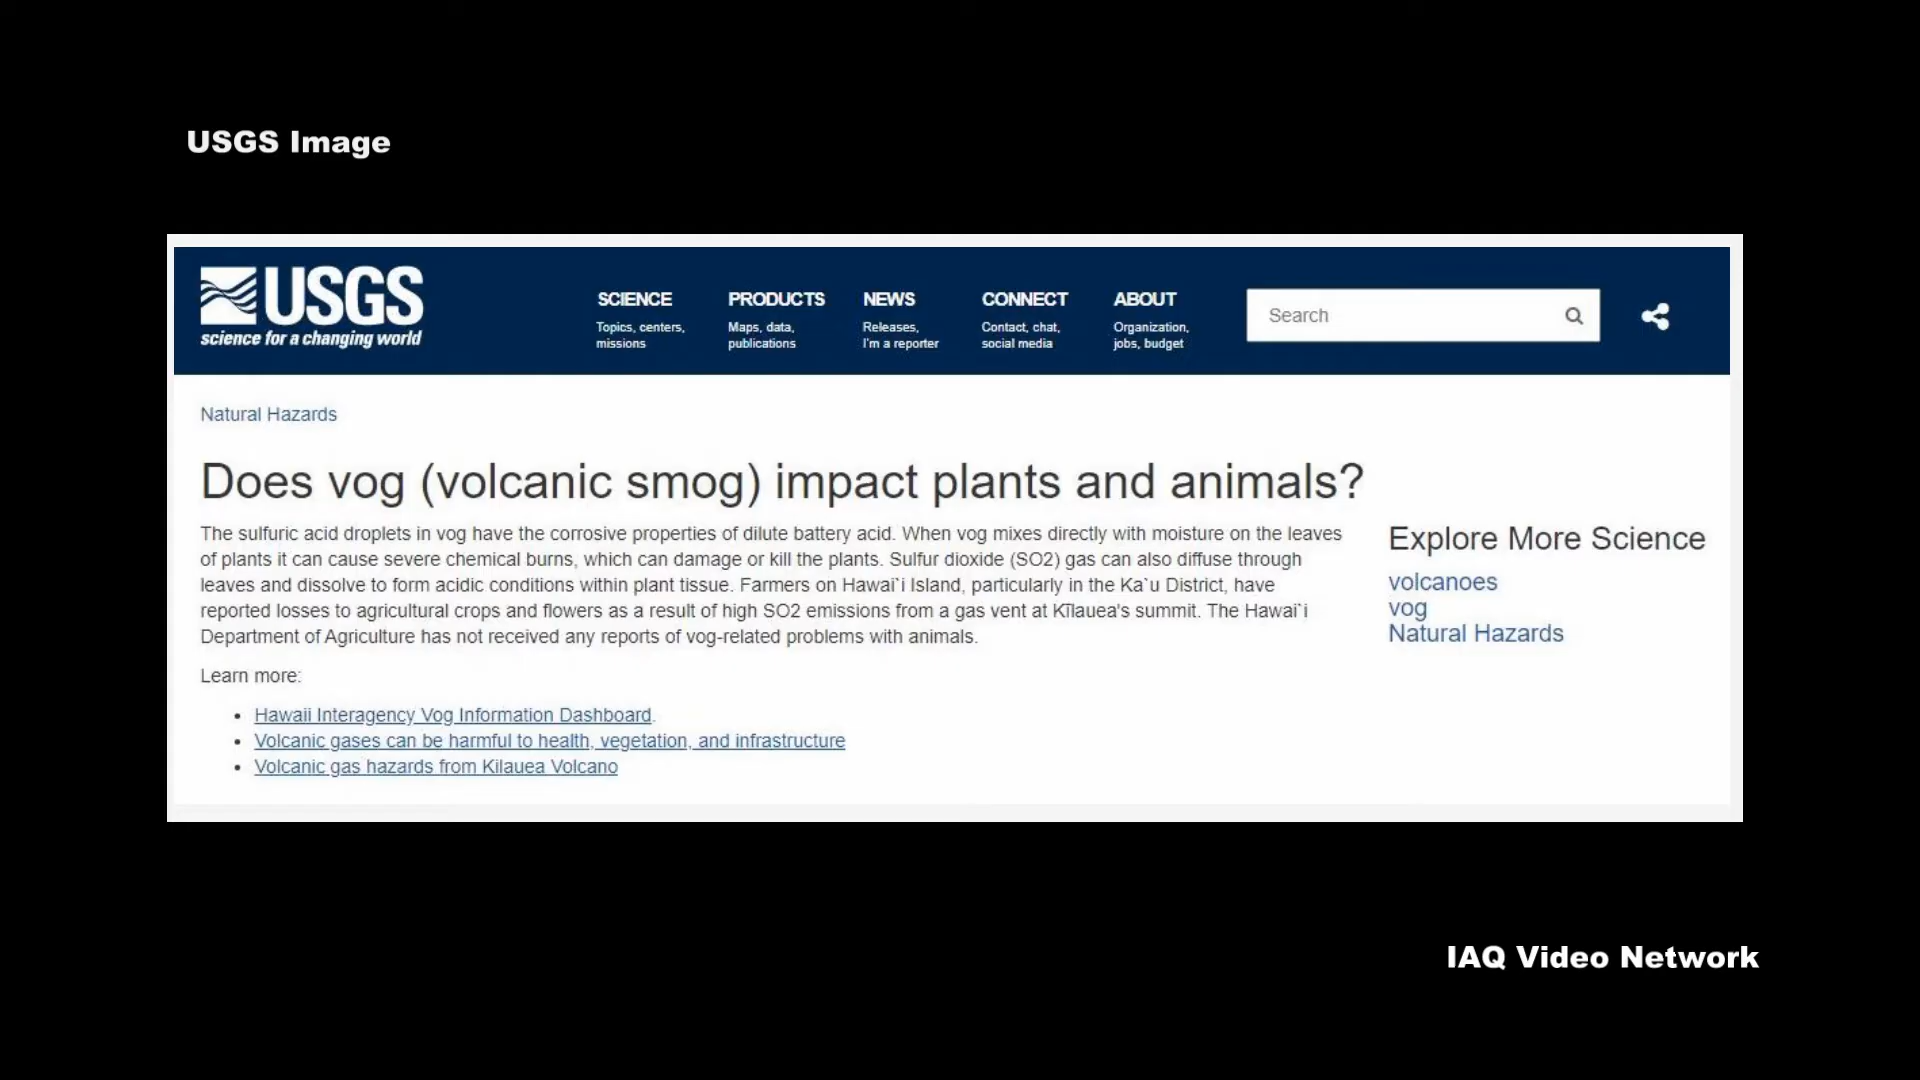 USGS Image
USGS
science for a changing world
SCIENCE
Topics, centers,
missions
PRODUCTS
Maps, data,
publications
NEWS
Releases,
I'm a reporter
CONNECT
Contact, chat,
social media
ABOUT
Organization,
jobs, budget
Search
Natural Hazards
Does vog (volcanic smog) impact plants and animals?
The sulfuric acid droplets in vog have the corrosive properties of dilute battery acid. When vog mixes directly with moisture on the leaves
of plants it can cause severe chemical burns, which can damage or kill the plants. Sulfur dioxide (SO2) gas can also diffuse through
leaves and dissolve to form acidic conditions within plant tissue. Farmers on Hawai`i Island, particularly in the Ka`u District, have
reported losses to agricultural crops and flowers as a result of high SO2 emissions from a gas vent at Kīlauea's summit. The Hawai`i
Department of Agriculture has not received any reports of vog-related problems with animals.
Learn more:
• Hawaii Interagency Vog Information Dashboard.
• Volcanic gases can be harmful to health, vegetation, and infrastructure
• Volcanic gas hazards from Kilauea Volcano
Explore More Science
volcanoes
vog
Natural Hazards
IAQ Video Network